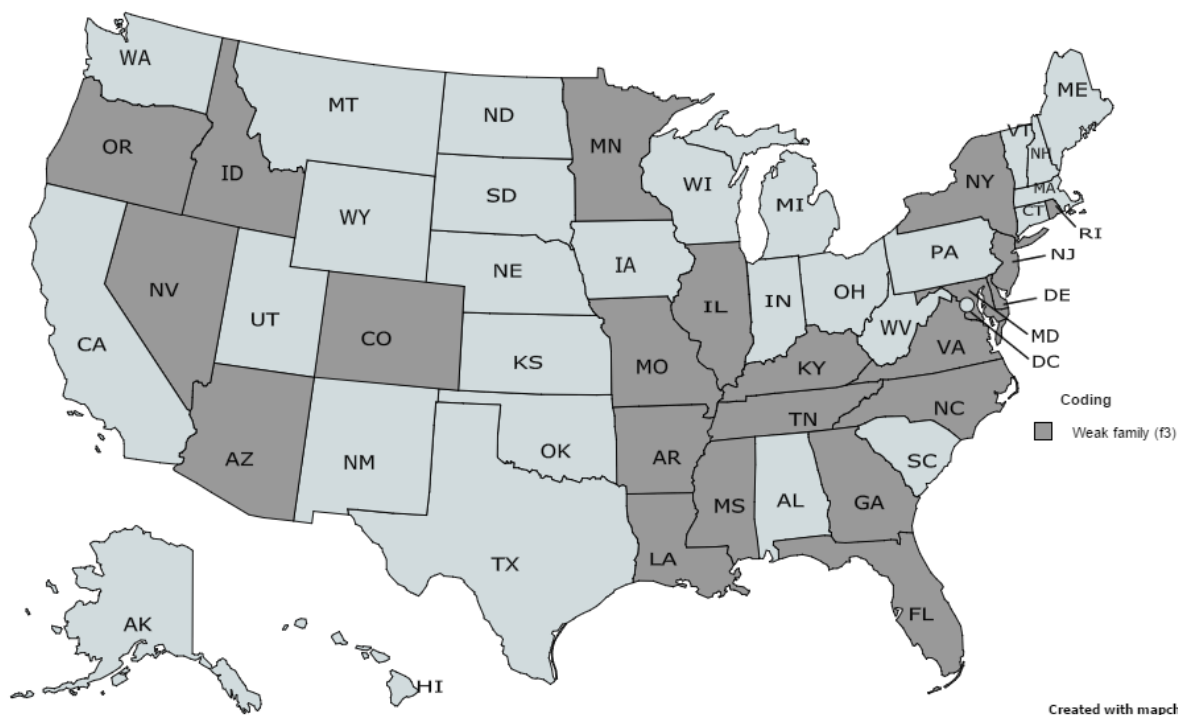 WA
MT
ND
MN
ME
VT
NH
OR
ID
SD
WI
NY
MA
WY
MI
CT
RI
NE
IA
PA
NJ
NV
UT
CO
IL
IN
OH
DE
WV
MD
VA
DC
CA
KS
MO
KY
Coding
NC
Weak family (f3)
TN
AZ
NM
OK
AR
SC
MS
AL
GA
LA
TX
FL
AK
HI
Created with mapch